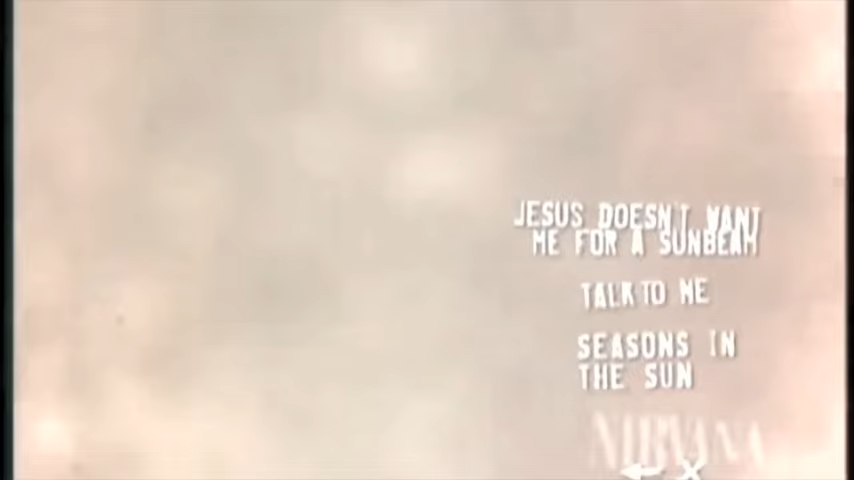 JESUS DOESN'T WANT
ME FOR A SUNBEAM
TALK TO ME
SEASONS IN
THE SUN
NIRVANA